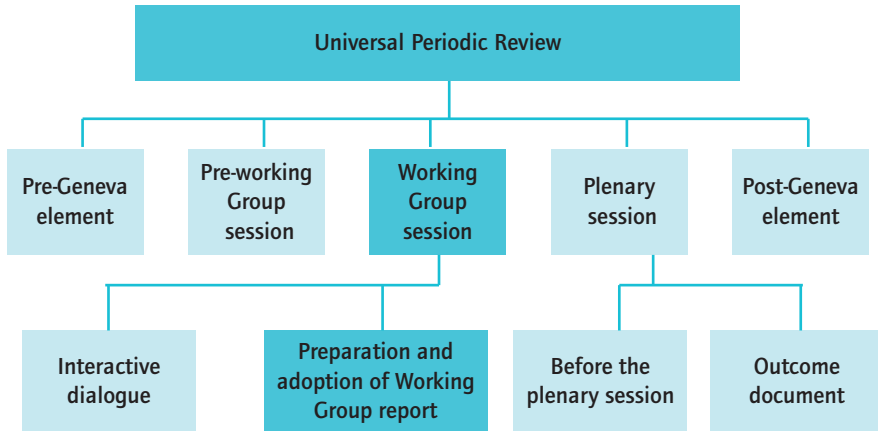 Universal Periodic Review
Pre-Geneva
element
Pre-working
Group
session
Working
Group
session
Plenary
session
Post-Geneva
element
Interactive
dialogue
Preparation and
adoption of Working
Group report
Before the
plenary session
Outcome
document